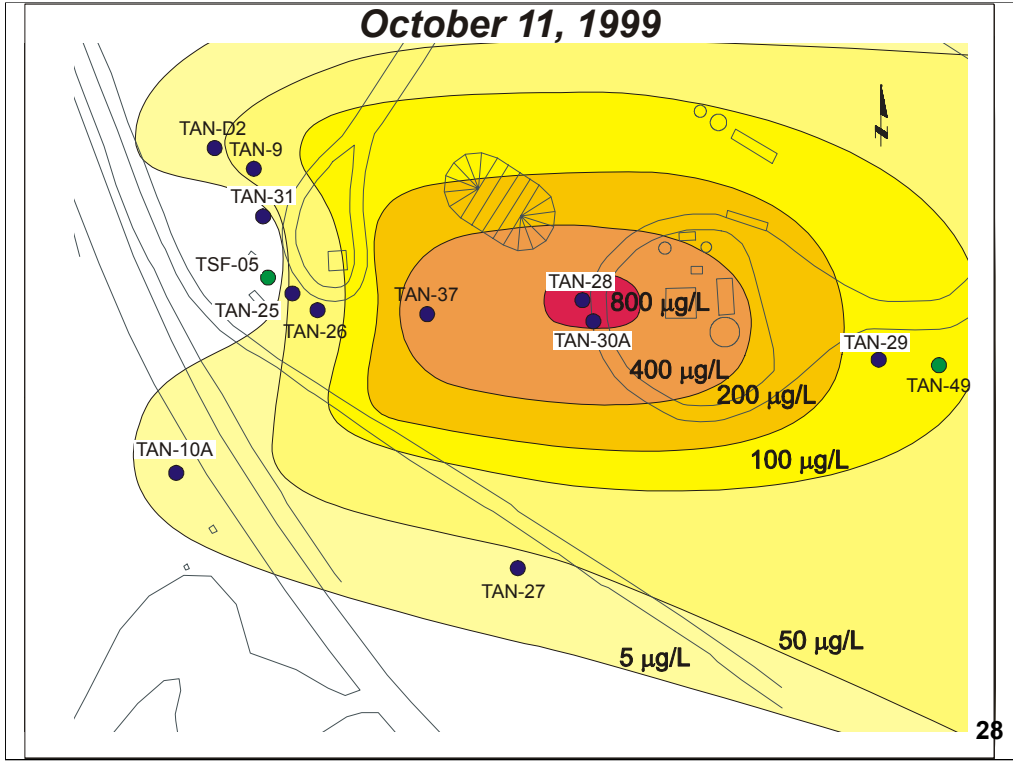 October 11, 1999
TAN-D2
TAN-9
TAN-31
TSF-05
TAN-25
TAN-26
TAN-37
TAN-28
800 µg/L
TAN-30A
400 µg/L
200 µg/L
TAN-29
TAN-49
100 µg/L
TAN-10A
TAN-27
50 µg/L
5 µg/L
28